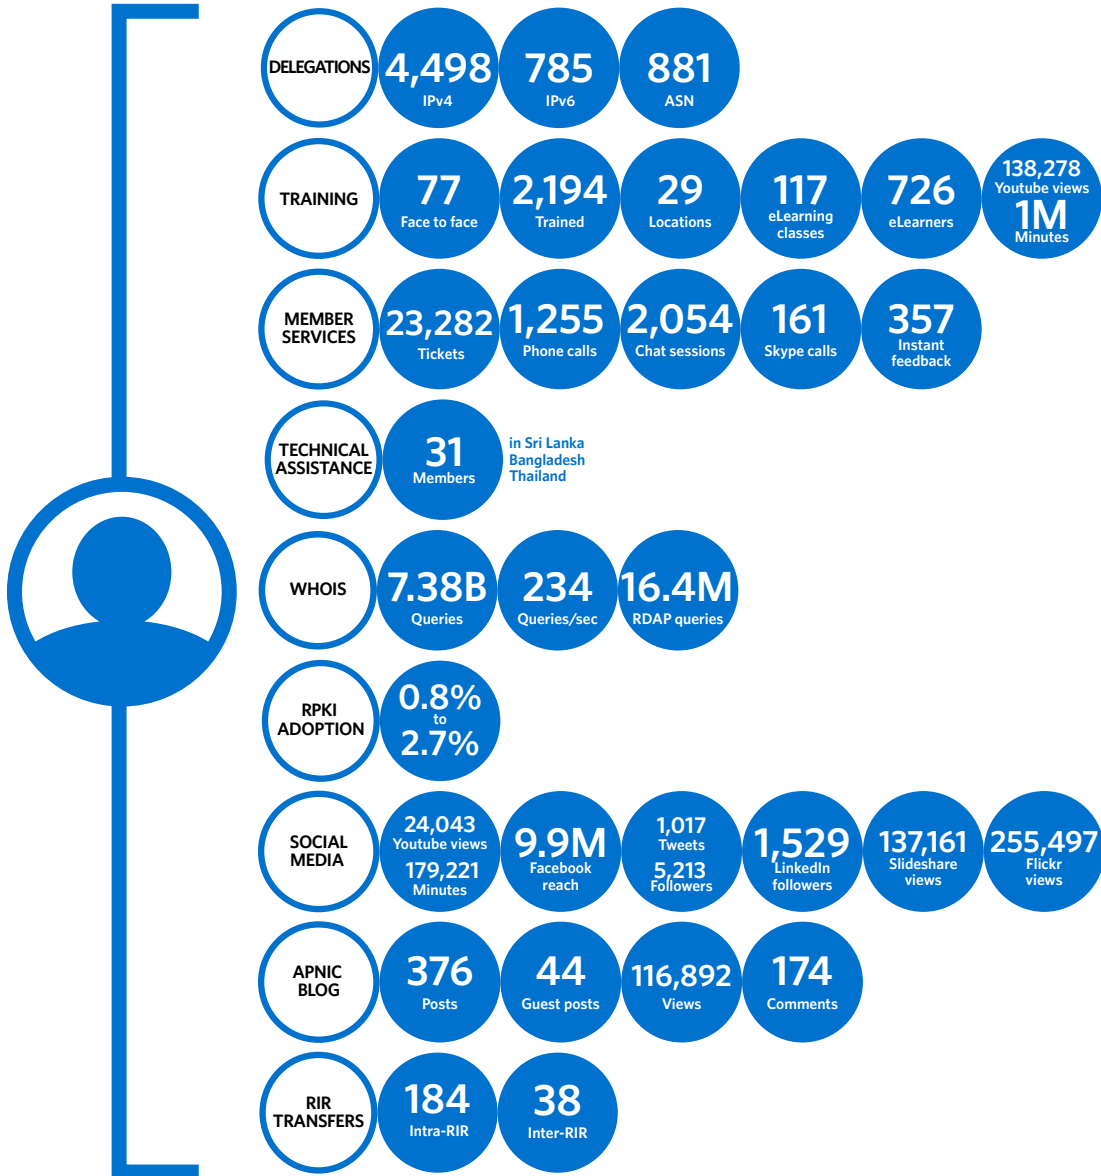 DELEGATIONS
4,498
IPv4
785
IPv6
881
ASN
TRAINING
77
Face to face
2,194
Trained
29
Locations
117
eLearning
classes
726
eLearners
138,278
Youtube views
1M
Minutes
MEMBER
SERVICES
23,282
Tickets
1,255
Phone calls
2,054
Chat sessions
161
Skype calls
357
Instant
feedback
TECHNICAL
ASSISTANCE
31
Members
in Sri Lanka
Bangladesh
Thailand
WHOIS
7.38B
Queries
234
Queries/sec
16.4M
RDAP queries
RPKI
ADOPTION
0.8%
to
2.7%
SOCIAL
MEDIA
24,043
Youtube views
179,221
Minutes
9.9M
Facebook
reach
1,017
Tweets
5,213
Followers
1,529
LinkedIn
followers
137,161
Slideshare
views
255,497
Flickr
views
APNIC
BLOG
376
Posts
44
Guest posts
116,892
Views
174
Comments
RIR
TRANSFERS
184
Intra-RIR
38
Inter-RIR